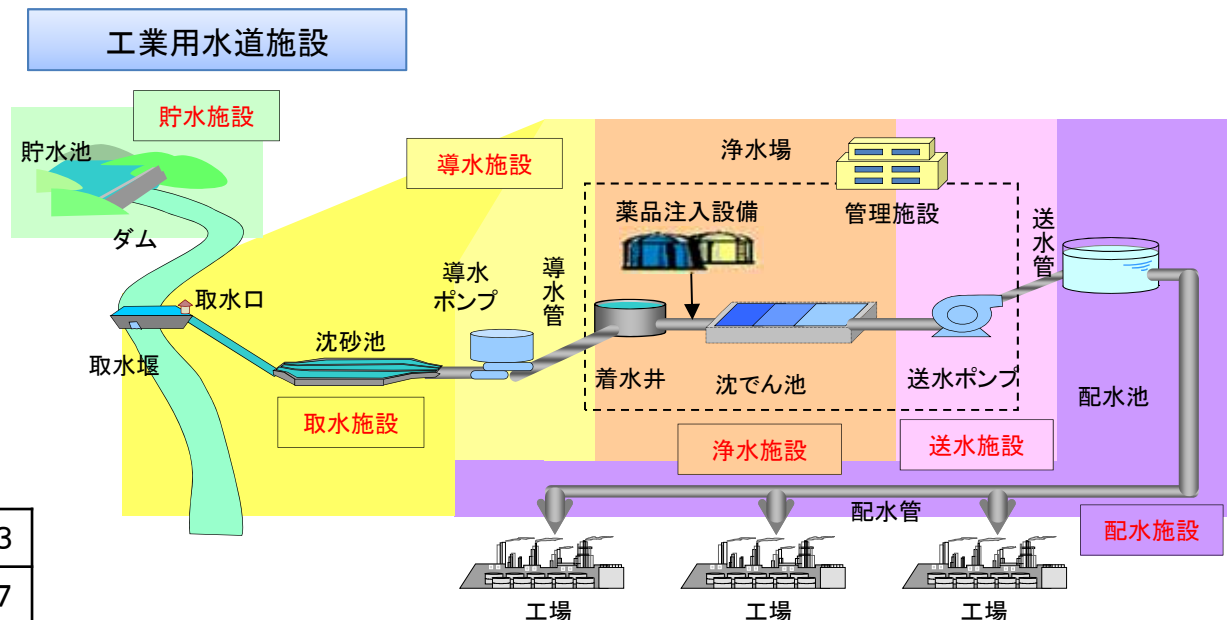 工業用水道施設
貯水施設
貯水池
ダム
取水口
取水堰
沈砂池
取水施設
導水施設
導水
ポンプ
導水管
浄水場
薬品注入設備
管理施設
着水井
沈でん池
浄水施設
送水ポンプ
送水施設
送水管
配水池
配水管
配水施設
工場
工場
工場
3
7